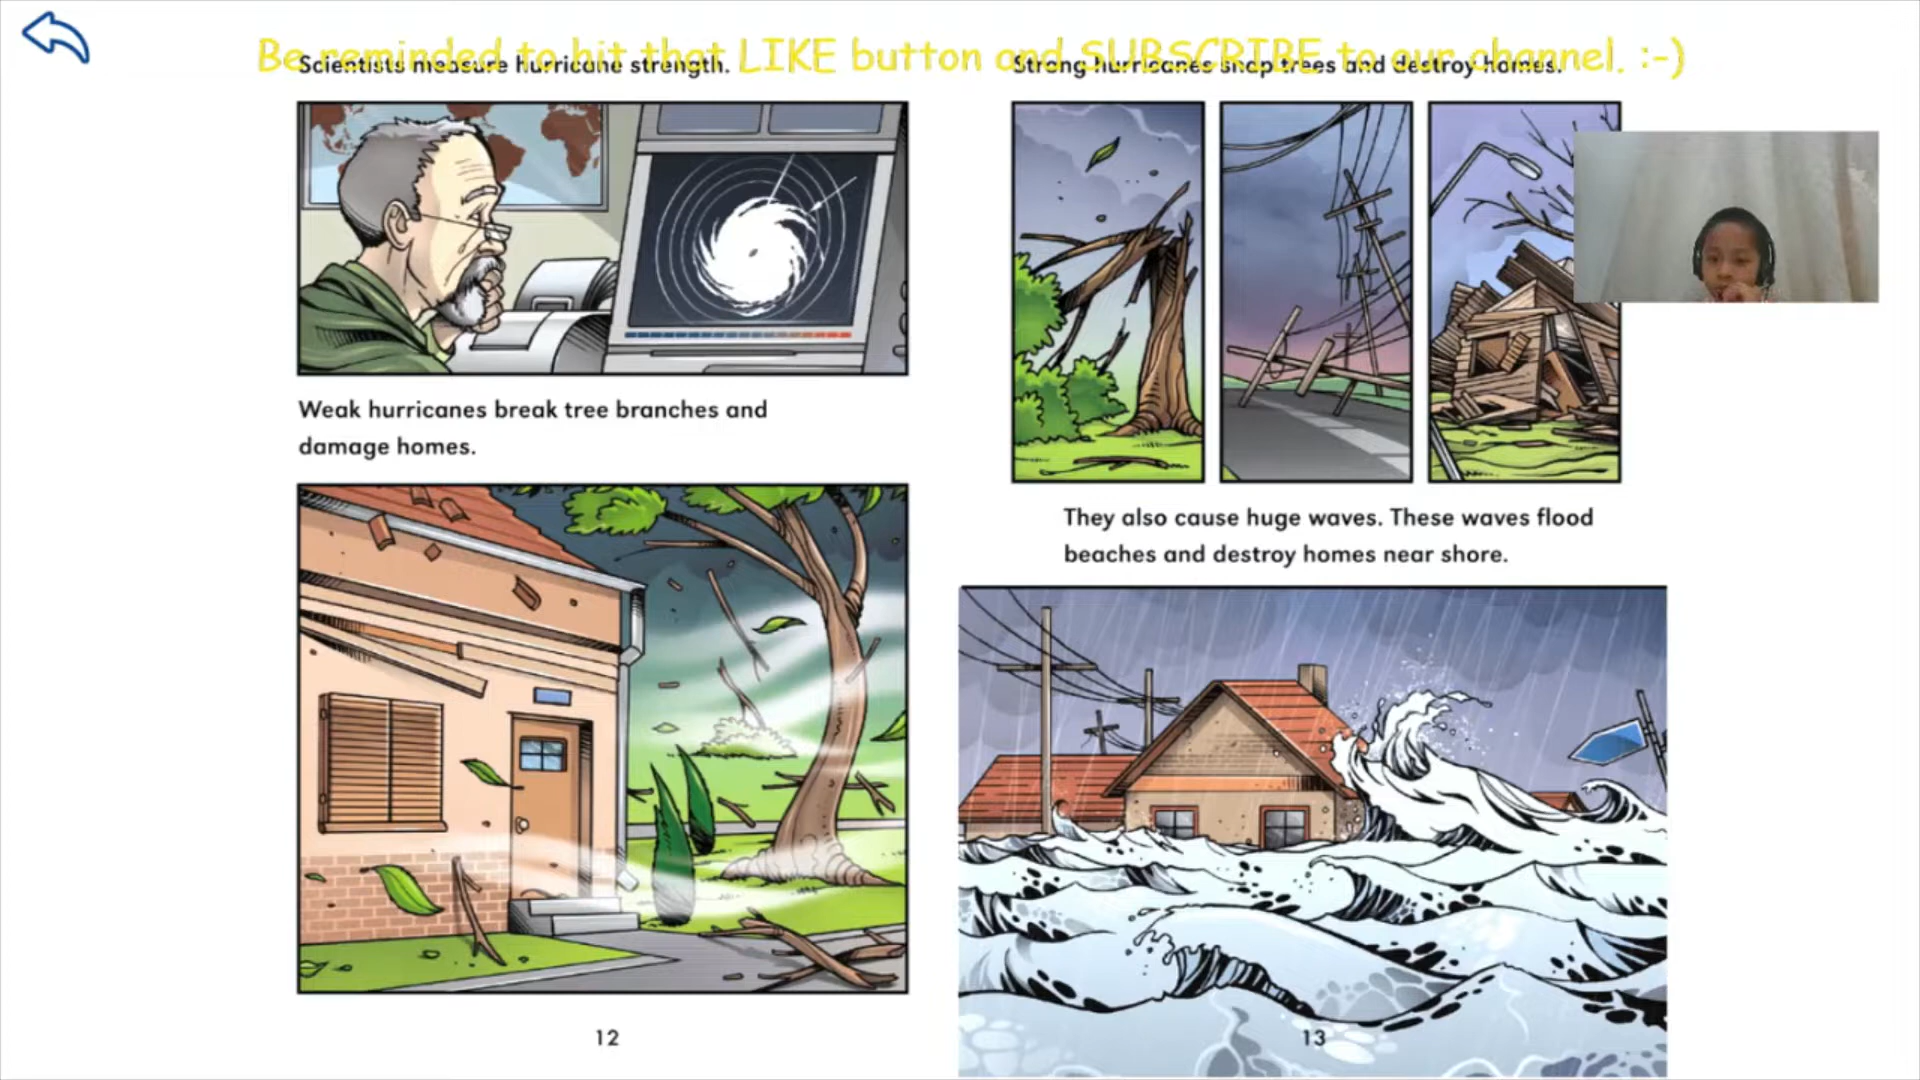 Be reminded to hit that LIKE button and SUBSCRIBE to our channel. :-)
Scientists measure hurricane strength.
Weak hurricanes break tree branches and
damage homes.
12
Strong hurricanes snap trees and destroy homes.
They also cause huge waves. These waves flood
beaches and destroy homes near shore.
13